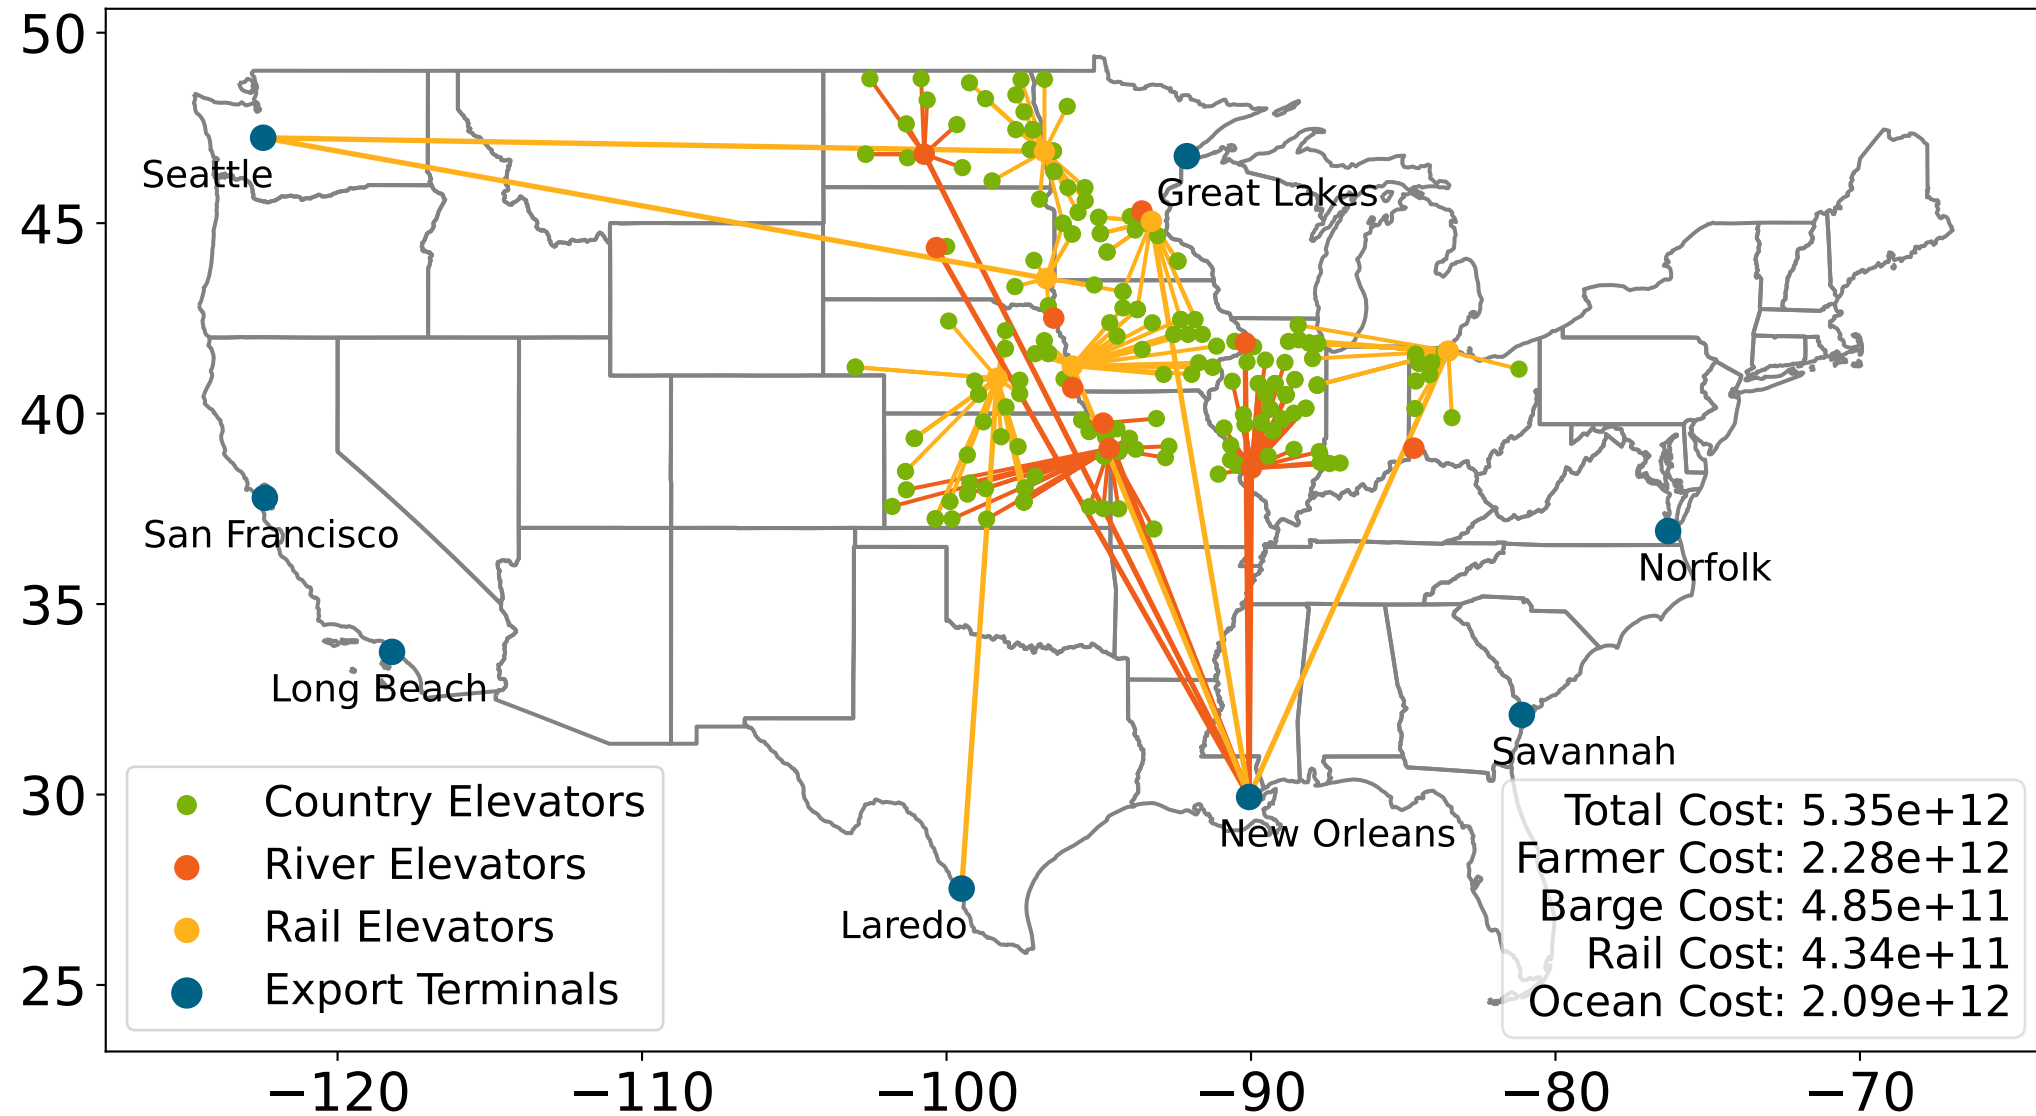 50
45
40
35
30
25
−120
−110
−100
−90
−80
−70
Seattle
Great Lakes
San Francisco
Norfolk
Long Beach
Savannah
New Orleans
Laredo
Country Elevators
River Elevators
Rail Elevators
Export Terminals
Total Cost: 5.35e+12
Farmer Cost: 2.28e+12
Barge Cost: 4.85e+11
Rail Cost: 4.34e+11
Ocean Cost: 2.09e+12